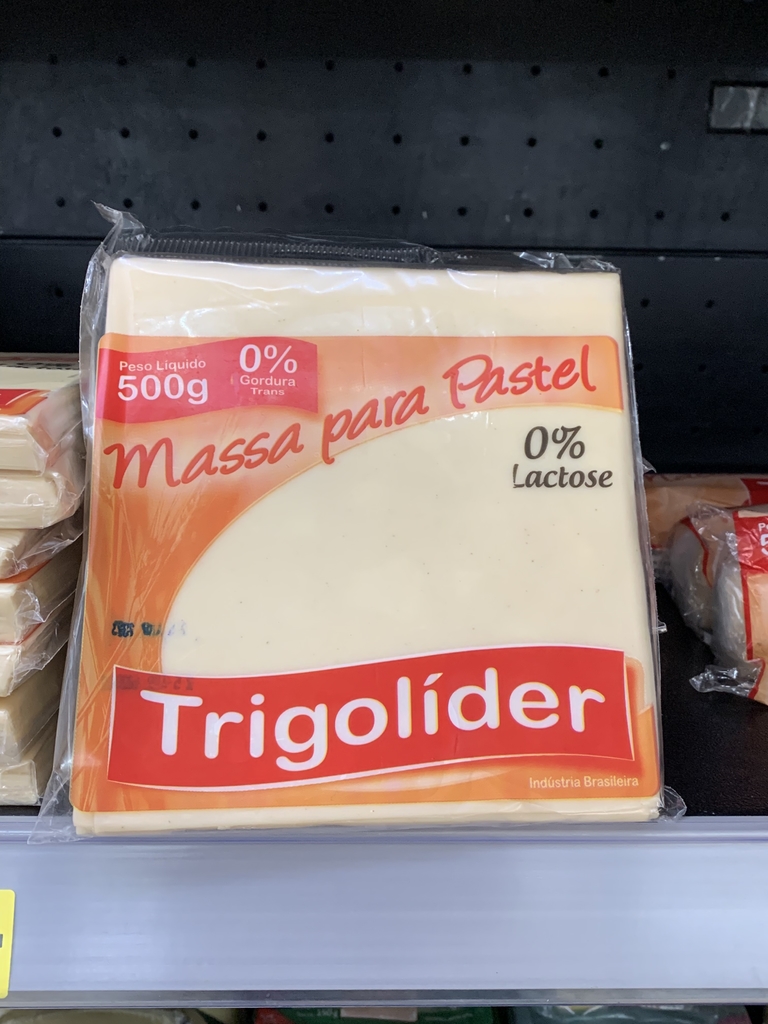 Peso Líquido
500g
0%
Gordura
Trans
Massa para Pastel
0%
Lactose
Trigolíder
Indústria Brasileira